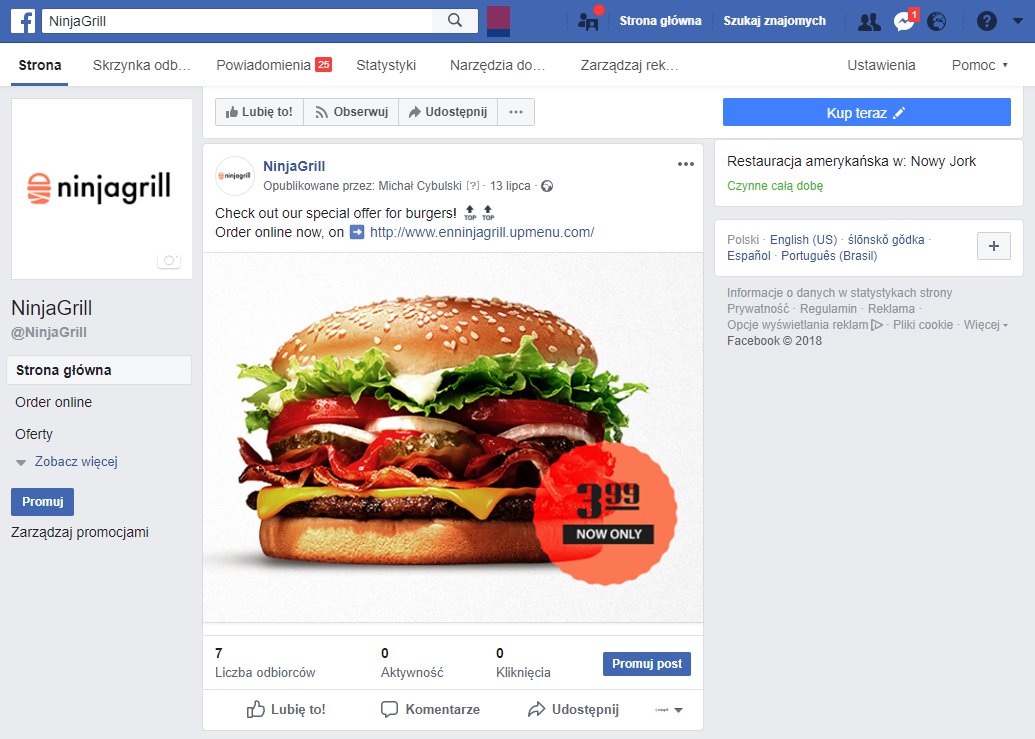 NinjaGrill
Strona główna
Szukaj znajomych
1
Strona
Skrzynka odb…
Powiadomienia 25
Statystyki
Narzędzia do…
Zarządzaj rek…
Ustawienia
Pomoc
ninjagrill
NinjaGrill
@NinjaGrill
Strona główna
Order online
Oferty
Zobacz więcej
Promuj
Zarządzaj promocjami
Lubię to!
Obserwuj
Udostępnij
Kup teraz
ninjagrill
NinjaGrill
Opublikowane przez: Michał Cybulski [?] · 13 lipca ·
Check out our special offer for burgers! TOP TOP
Order online now, on http://www.enninjagrill.upmenu.com/
3.99
NOW ONLY
7
Liczba odbiorców
0
Aktywność
0
Kliknięcia
Promuj post
Lubię to!
Komentarze
Udostępnij
Restauracja amerykańska w: Nowy Jork
Czynne całą dobę
Polski · English (US) · ślōnskŏ gŏdka ·
Español · Português (Brasil)
Informacje o danych w statystykach strony
Prywatność · Regulamin · Reklama ·
Opcje wyświetlania reklam · Pliki cookie · Więcej
Facebook © 2018